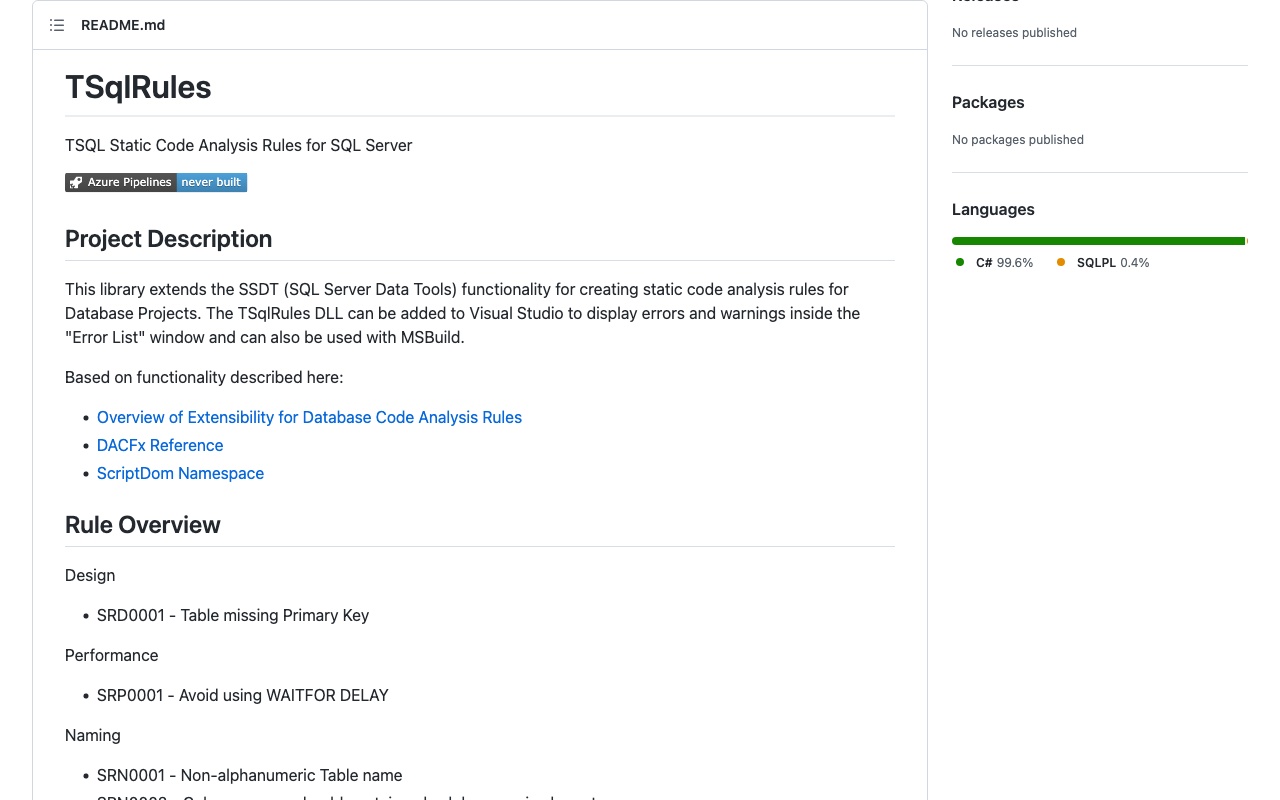 README.md
TSqlRules
TSQL Static Code Analysis Rules for SQL Server
Azure Pipelines never built
Project Description
This library extends the SSDT (SQL Server Data Tools) functionality for creating static code analysis rules for
Database Projects. The TSqlRules DLL can be added to Visual Studio to display errors and warnings inside the
"Error List" window and can also be used with MSBuild.
Based on functionality described here:
• Overview of Extensibility for Database Code Analysis Rules
• DACFx Reference
• ScriptDom Namespace
Rule Overview
Design
• SRD0001 - Table missing Primary Key
Performance
• SRP0001 - Avoid using WAITFOR DELAY
Naming
• SRN0001 - Non-alphanumeric Table name
No releases published
Packages
No packages published
Languages
C# 99.6% SQLPL 0.4%